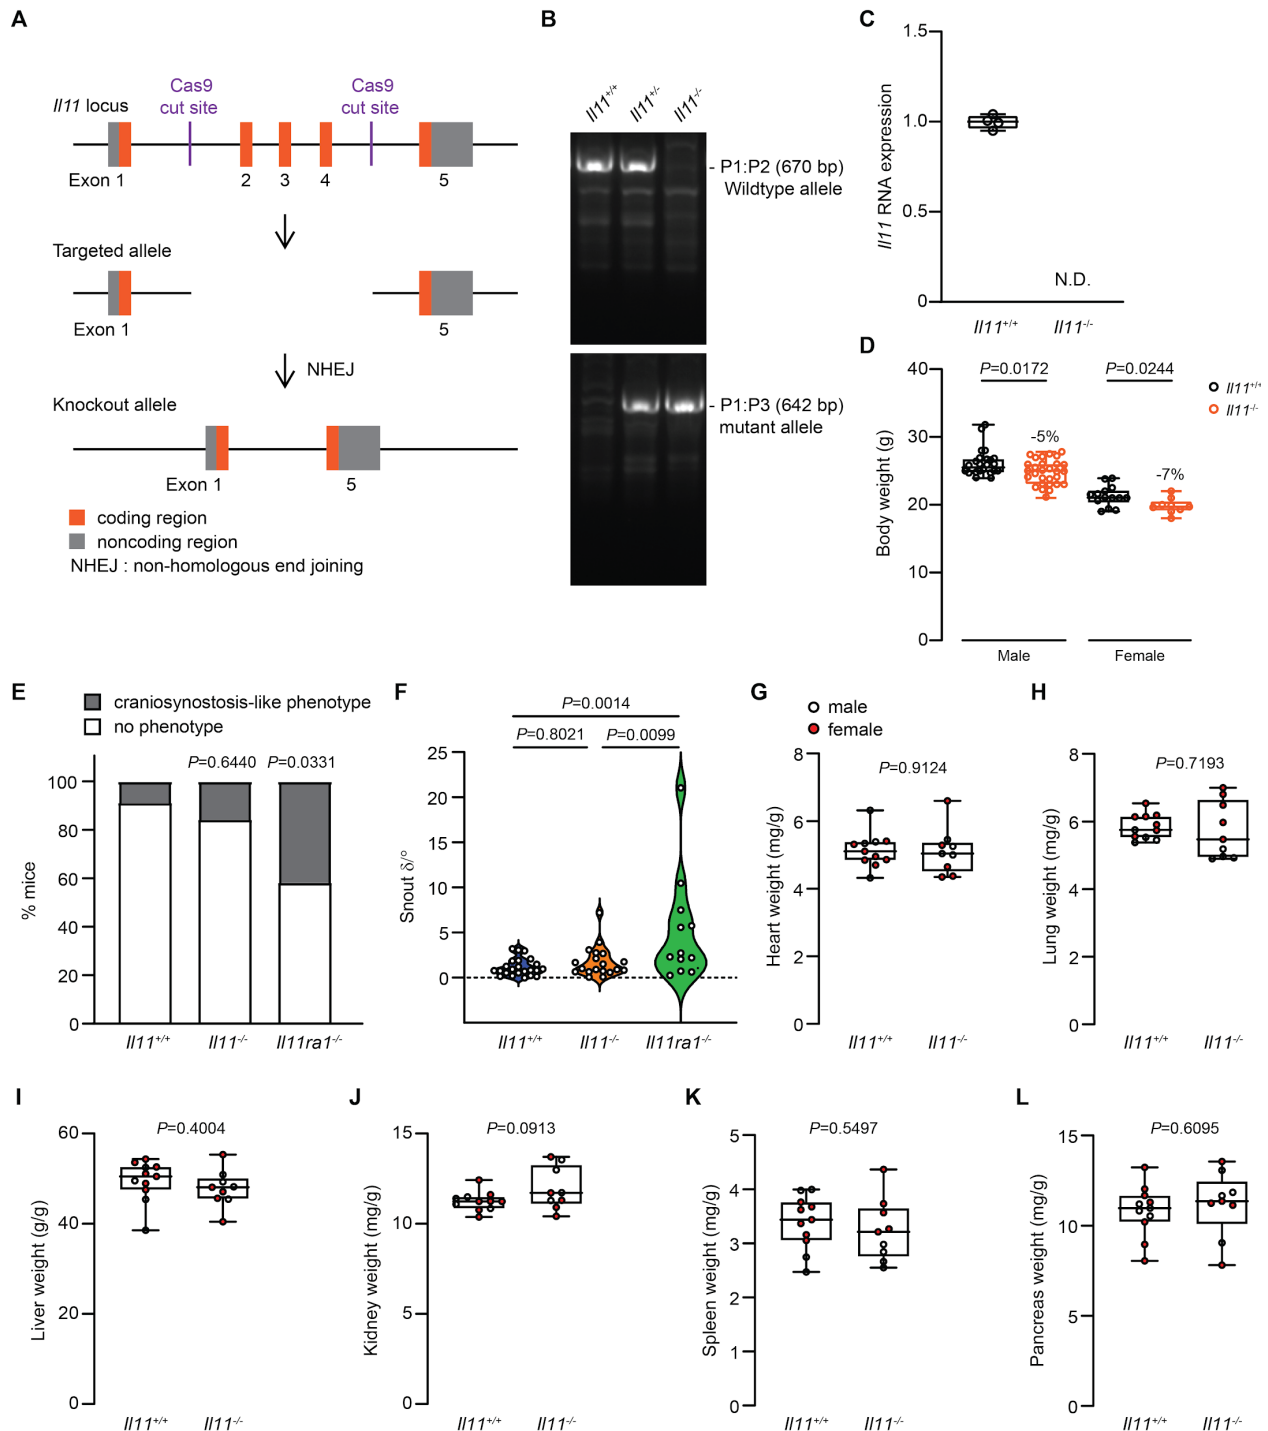 A
Il11 locus
Cas9
cut site
Cas9
cut site
Exon 1
2
3
4
5
Targeted allele
Exon 1
5
NHEJ
Knockout allele
Exon 1
5
coding region
noncoding region
NHEJ : non-homologous end joining
B
Il11+/+
Il11+/-
Il11-/-
- P1:P2 (670 bp)
Wildtype allele
- P1:P3 (642 bp)
mutant allele
C
Il11 RNA expression
1.5
1.0
0.5
0
N.D.
Il11+/+
Il11-/-
D
Body weight (g)
40
30
20
10
0
P=0.0172
P=0.0244
-5%
-7%
Il11+/+
Il11-/-
Male
Female
E
craniosynostosis-like phenotype
no phenotype
P=0.6440
P=0.0331
% mice
100
80
60
40
20
0
Il11+/+
Il11-/-
Il11ra1-/-
F
P=0.0014
P=0.8021
P=0.0099
Snout δ/°
25
20
15
10
5
0
Il11+/+
Il11-/-
Il11ra1-/-
G
male
female
P=0.9124
Heart weight (mg/g)
8
6
4
2
0
Il11+/+
Il11-/-
H
P=0.7193
Lung weight (mg/g)
8
6
4
2
0
Il11+/+
Il11-/-
I
P=0.4004
Liver weight (g/g)
60
40
20
0
Il11+/+
Il11-/-
J
P=0.0913
Kidney weight (mg/g)
15
10
5
0
Il11+/+
Il11-/-
K
P=0.5497
Spleen weight (mg/g)
5
4
3
2
1
0
Il11+/+
Il11-/-
L
P=0.6095
Pancreas weight (mg/g)
15
10
5
0
Il11+/+
Il11-/-